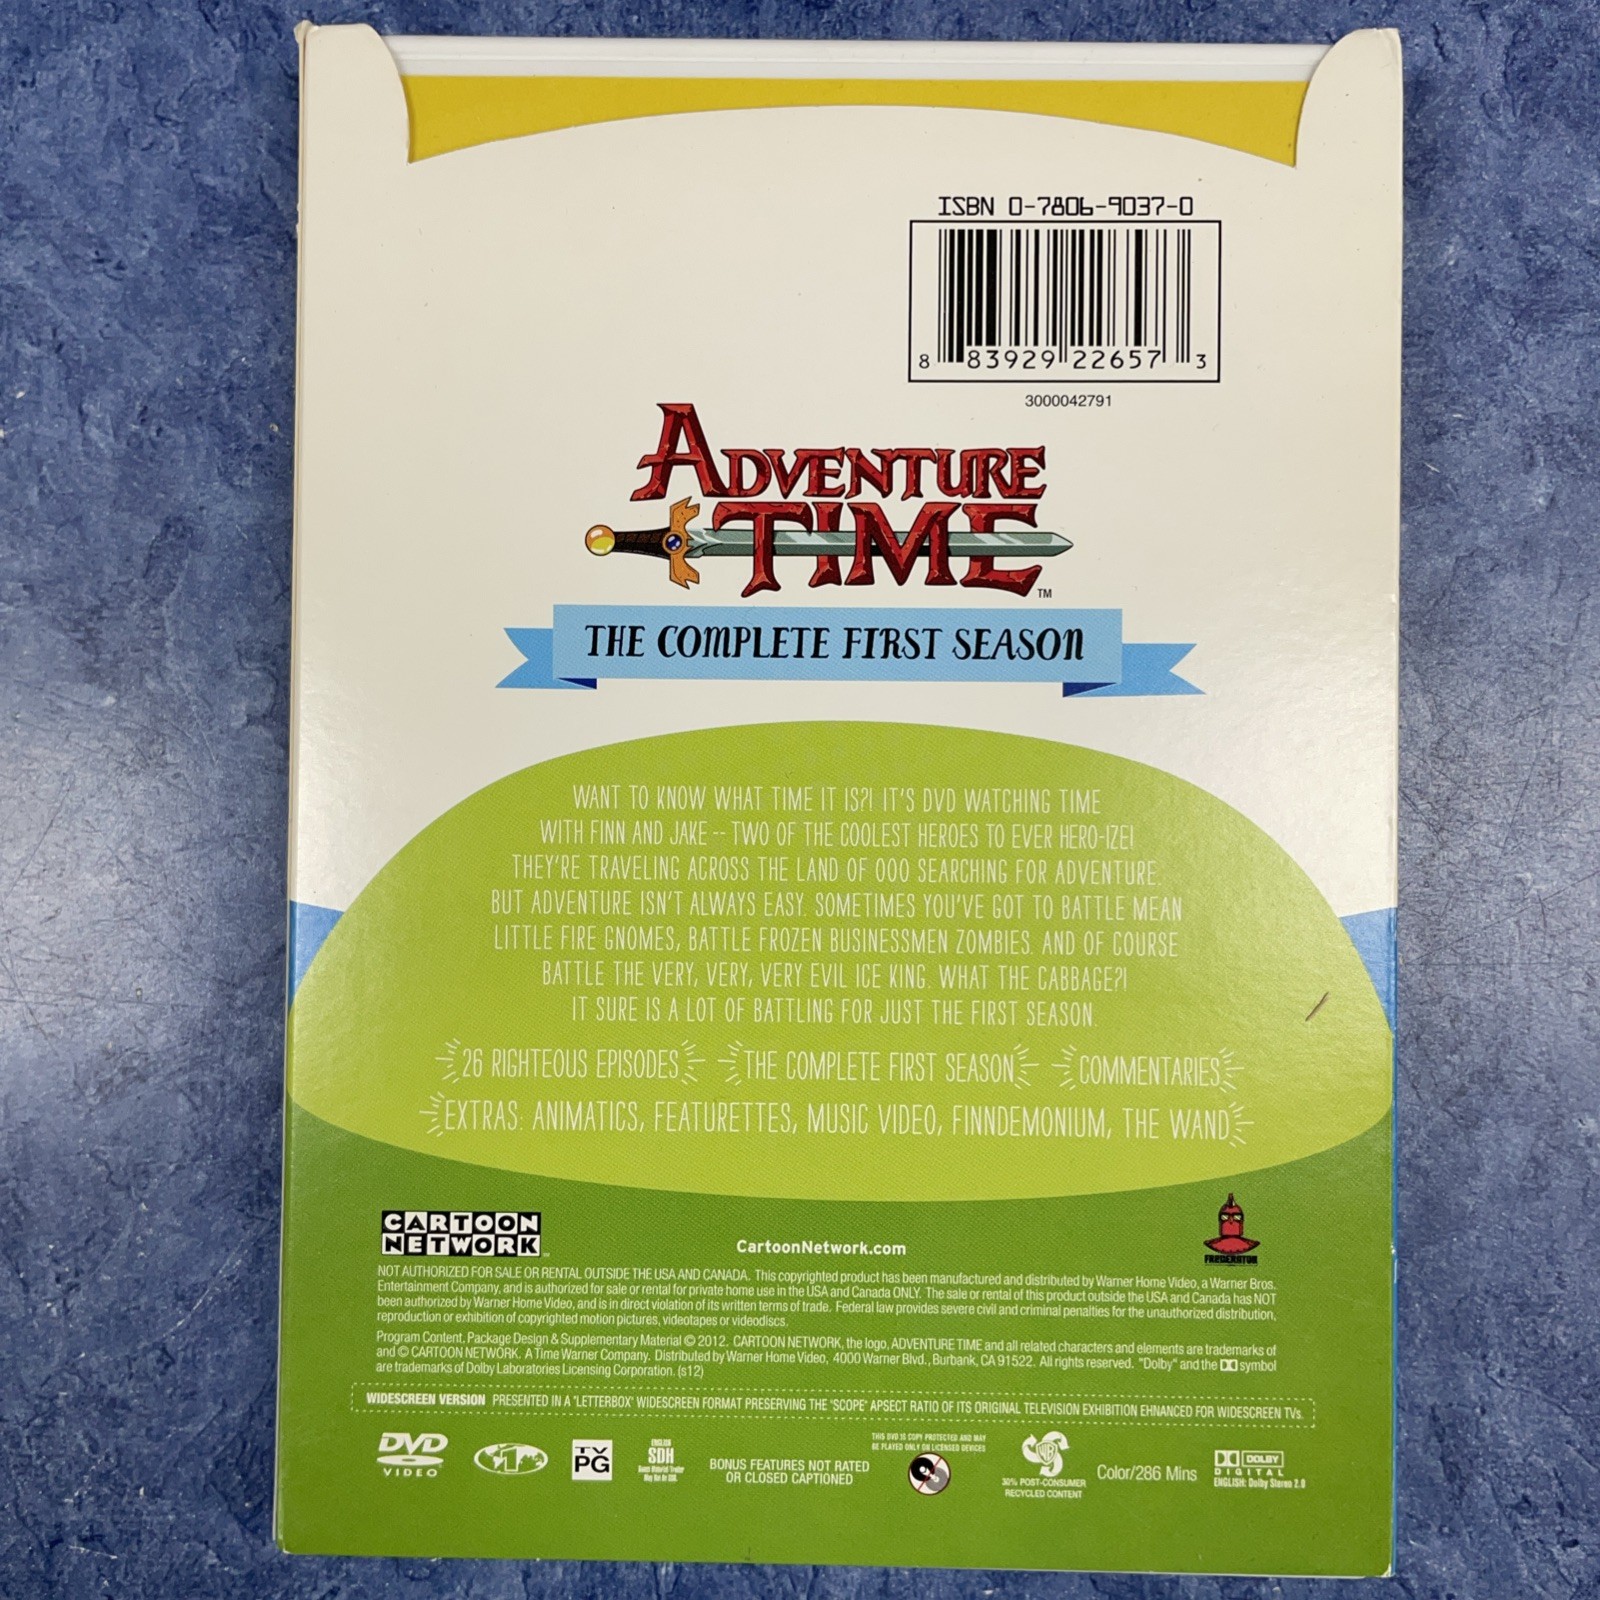 ISBN 0-7806-9037-0
8 83929 22657 3
3000042791
ADVENTURE
TIME
TM
THE COMPLETE FIRST SEASON
WANT TO KNOW WHAT TIME IT IS?! IT'S DVD WATCHING TIME
WITH FINN AND JAKE -- TWO OF THE COOLEST HEROES TO EVER HERO-IZE!
THEY'RE TRAVELING ACROSS THE LAND OF OOO SEARCHING FOR ADVENTURE.
BUT ADVENTURE ISN'T ALWAYS EASY. SOMETIMES YOU'VE GOT TO BATTLE MEAN
LITTLE FIRE GNOMES, BATTLE FROZEN BUSINESSMEN ZOMBIES. AND OF COURSE
BATTLE THE VERY, VERY, VERY EVIL ICE KING. WHAT THE CABBAGE?!
IT SURE IS A LOT OF BATTLING FOR JUST THE FIRST SEASON.
26 RIGHTEOUS EPISODES THE COMPLETE FIRST SEASON COMMENTARIES
EXTRAS: ANIMATICS, FEATURETTES, MUSIC VIDEO, FINNDEMONIUM, THE WAND
CARTOON
NETWORK
CartoonNetwork.com
FREDERATOR
NOT AUTHORIZED FOR SALE OR RENTAL OUTSIDE THE USA AND CANADA. This copyrighted product has been manufactured and distributed by Warner Home Video, a Warner Bros.
Entertainment Company, and is authorized for sale or rental for private home use in the USA and Canada ONLY. The sale or rental of this product outside the USA and Canada has NOT
been authorized by Warner Home Video, and is in direct violation of its written terms of trade. Federal law provides severe civil and criminal penalties for the unauthorized distribution,
reproduction or exhibition of copyrighted motion pictures, videotapes or videodiscs.
Program Content, Package Design & Supplementary Material © 2012. CARTOON NETWORK, the logo, ADVENTURE TIME and all related characters and elements are trademarks of
and © CARTOON NETWORK. A Time Warner Company. Distributed by Warner Home Video, 4000 Warner Blvd., Burbank, CA 91522. All rights reserved. "Dolby" and the symbol
are trademarks of Dolby Laboratories Licensing Corporation. (s12)
WIDESCREEN VERSION PRESENTED IN A "LETTERBOX" WIDESCREEN FORMAT PRESERVING THE "SCOPE" APSECT RATIO OF ITS ORIGINAL TELEVISION EXHIBITION EHNANCED FOR WIDESCREEN TVs.
DVD
VIDEO
1
TV
PG
ENGLISH
SDH
Bonus Material/Trailer
May Not Be SDH.
BONUS FEATURES NOT RATED
OR CLOSED CAPTIONED
THIS DVD IS COPY PROTECTED AND MAY
BE PLAYED ONLY ON LICENSED DEVICES
WB
30% POST-CONSUMER
RECYCLED CONTENT
Color/286 Mins
DOLBY
DIGITAL
ENGLISH: Dolby Stereo 2.0